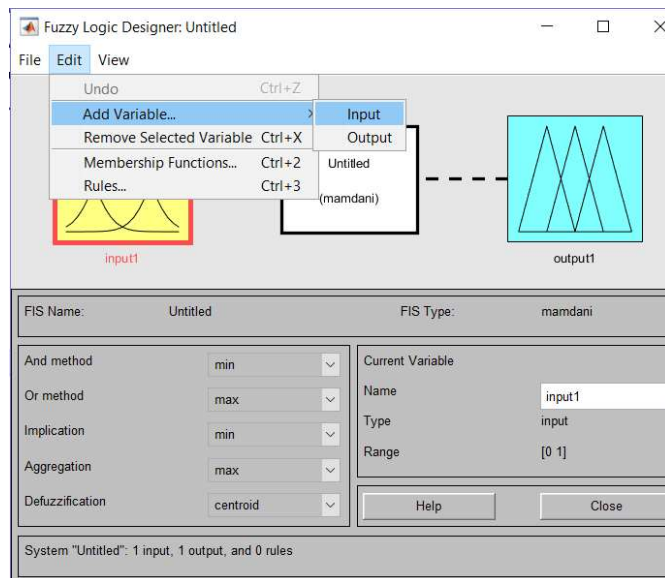 Fuzzy Logic Designer: Untitled
File Edit View
Undo Ctrl+Z
Add Variable... Input
Remove Selected Variable Ctrl+X Output
Membership Functions... Ctrl+2 Untitled
Rules... Ctrl+3 (mamdani)
input1 output1
FIS Name: Untitled FIS Type: mamdani
And method min Current Variable
Or method max Name input1
Implication min Type input
Aggregation max Range [0 1]
Defuzzification centroid Help Close
System "Untitled": 1 input, 1 output, and 0 rules